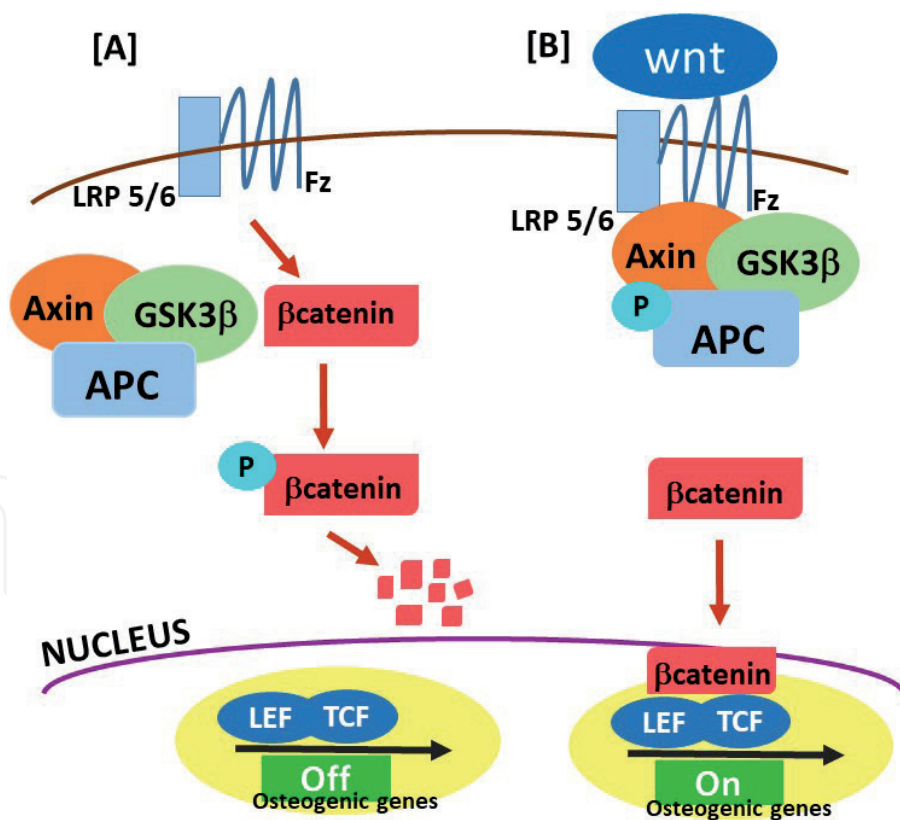 [A]
LRP 5/6
Fz
Axin
GSK3β
APC
βcatenin
P
βcatenin
NUCLEUS
LEF
TCF
Off
Osteogenic genes
[B]
wnt
LRP 5/6
Fz
Axin
GSK3β
P
APC
βcatenin
βcatenin
LEF
TCF
On
Osteogenic genes